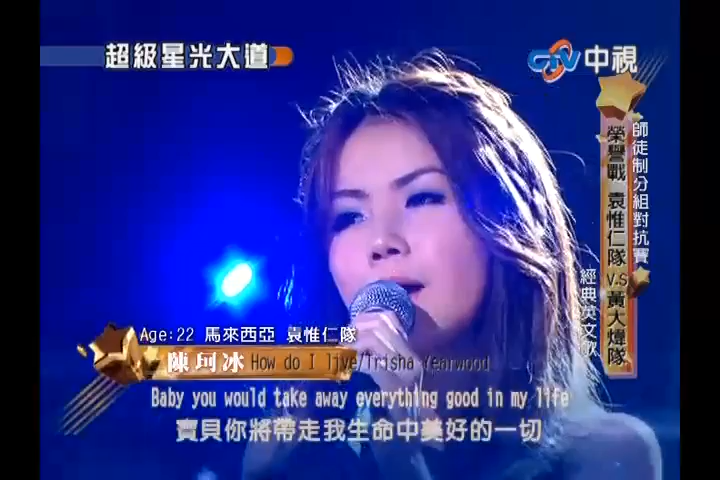 超級星光大道
CTV 中視
師徒制分組對抗賽
榮譽戰 袁惟仁隊 V.S 黃大煒隊
經典英文歌
Age:22 馬來西亞 袁惟仁隊
陳珂冰 How do I live/Trisha Yearwood
Baby you would take away everything good in my life
寶貝你將帶走我生命中美好的一切